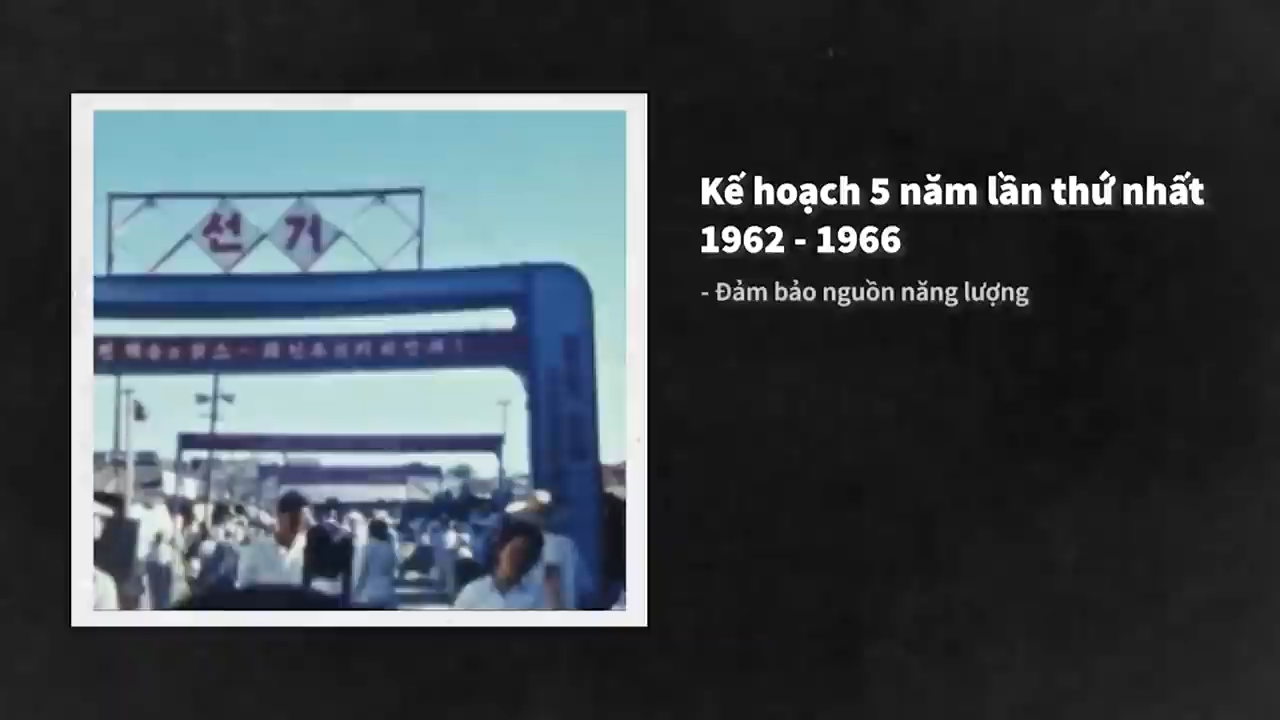 선거
Kế hoạch 5 năm lần thứ nhất
1962 - 1966
- Đảm bảo nguồn năng lượng